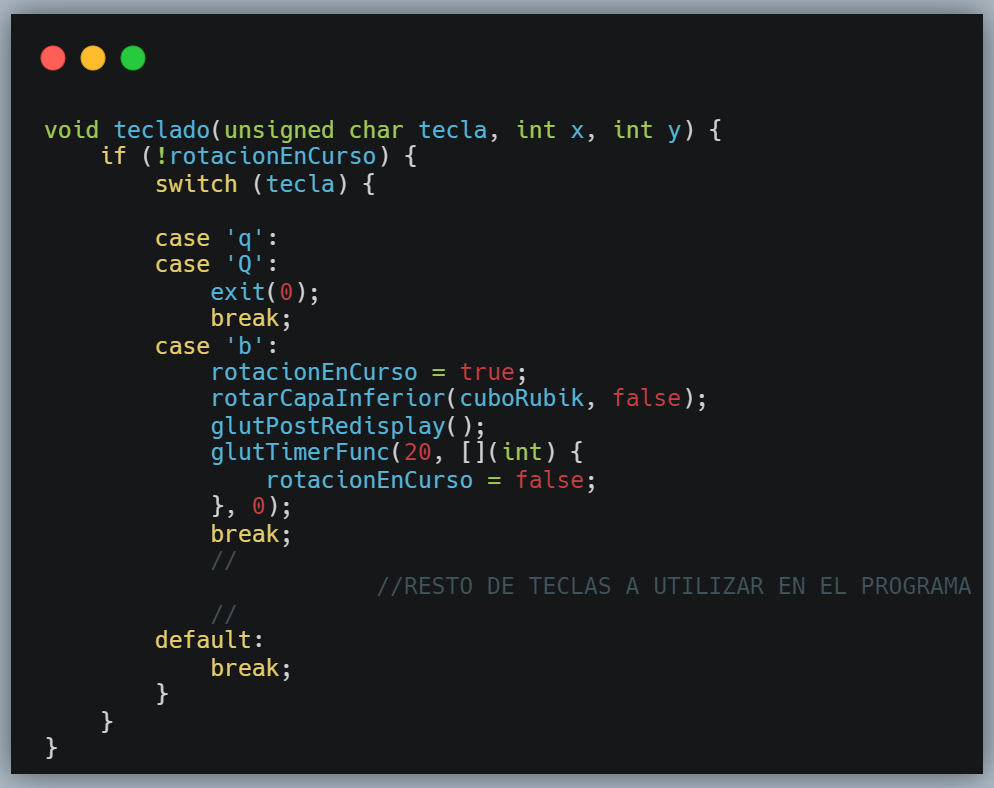 void teclado(unsigned char tecla, int x, int y) {
    if (!rotacionEnCurso) {
        switch (tecla) {

        case 'q':
        case 'Q':
            exit(0);
            break;
        case 'b':
            rotacionEnCurso = true;
            rotarCapaInferior(cuboRubik, false);
            glutPostRedisplay();
            glutTimerFunc(20, [](int) {
                rotacionEnCurso = false;
            }, 0);
            break;
            //
                        //RESTO DE TECLAS A UTILIZAR EN EL PROGRAMA
            //
        default:
            break;
        }
    }
}